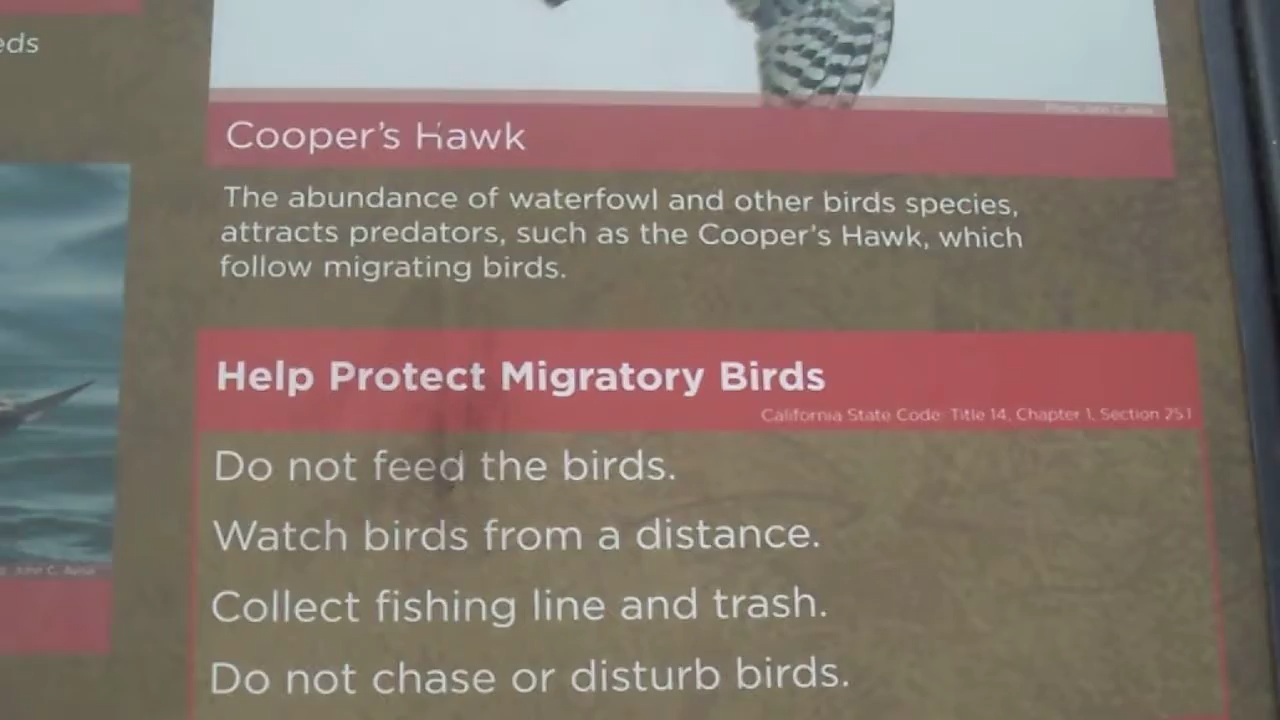 eds
Cooper's Hawk
The abundance of waterfowl and other birds species,
attracts predators, such as the Cooper's Hawk, which
follow migrating birds.
Help Protect Migratory Birds
California State Code: Title 14, Chapter 1, Section 25.1
Do not feed the birds.
Watch birds from a distance.
Collect fishing line and trash.
Do not chase or disturb birds.